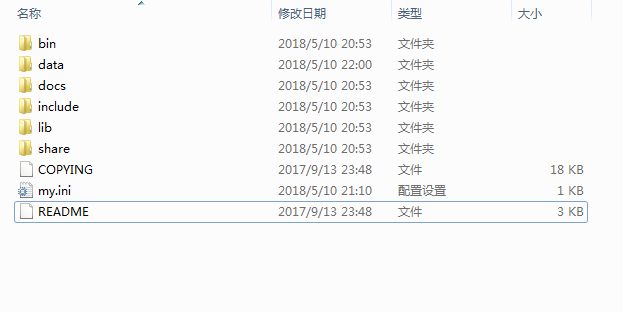 名称 修改日期 类型 大小
bin 2018/5/10 20:53 文件夹
data 2018/5/10 22:00 文件夹
docs 2018/5/10 20:53 文件夹
include 2018/5/10 20:53 文件夹
lib 2018/5/10 20:53 文件夹
share 2018/5/10 20:53 文件夹
COPYING 2017/9/13 23:48 文件 18 KB
my.ini 2018/5/10 21:10 配置设置 1 KB
README 2017/9/13 23:48 文件 3 KB